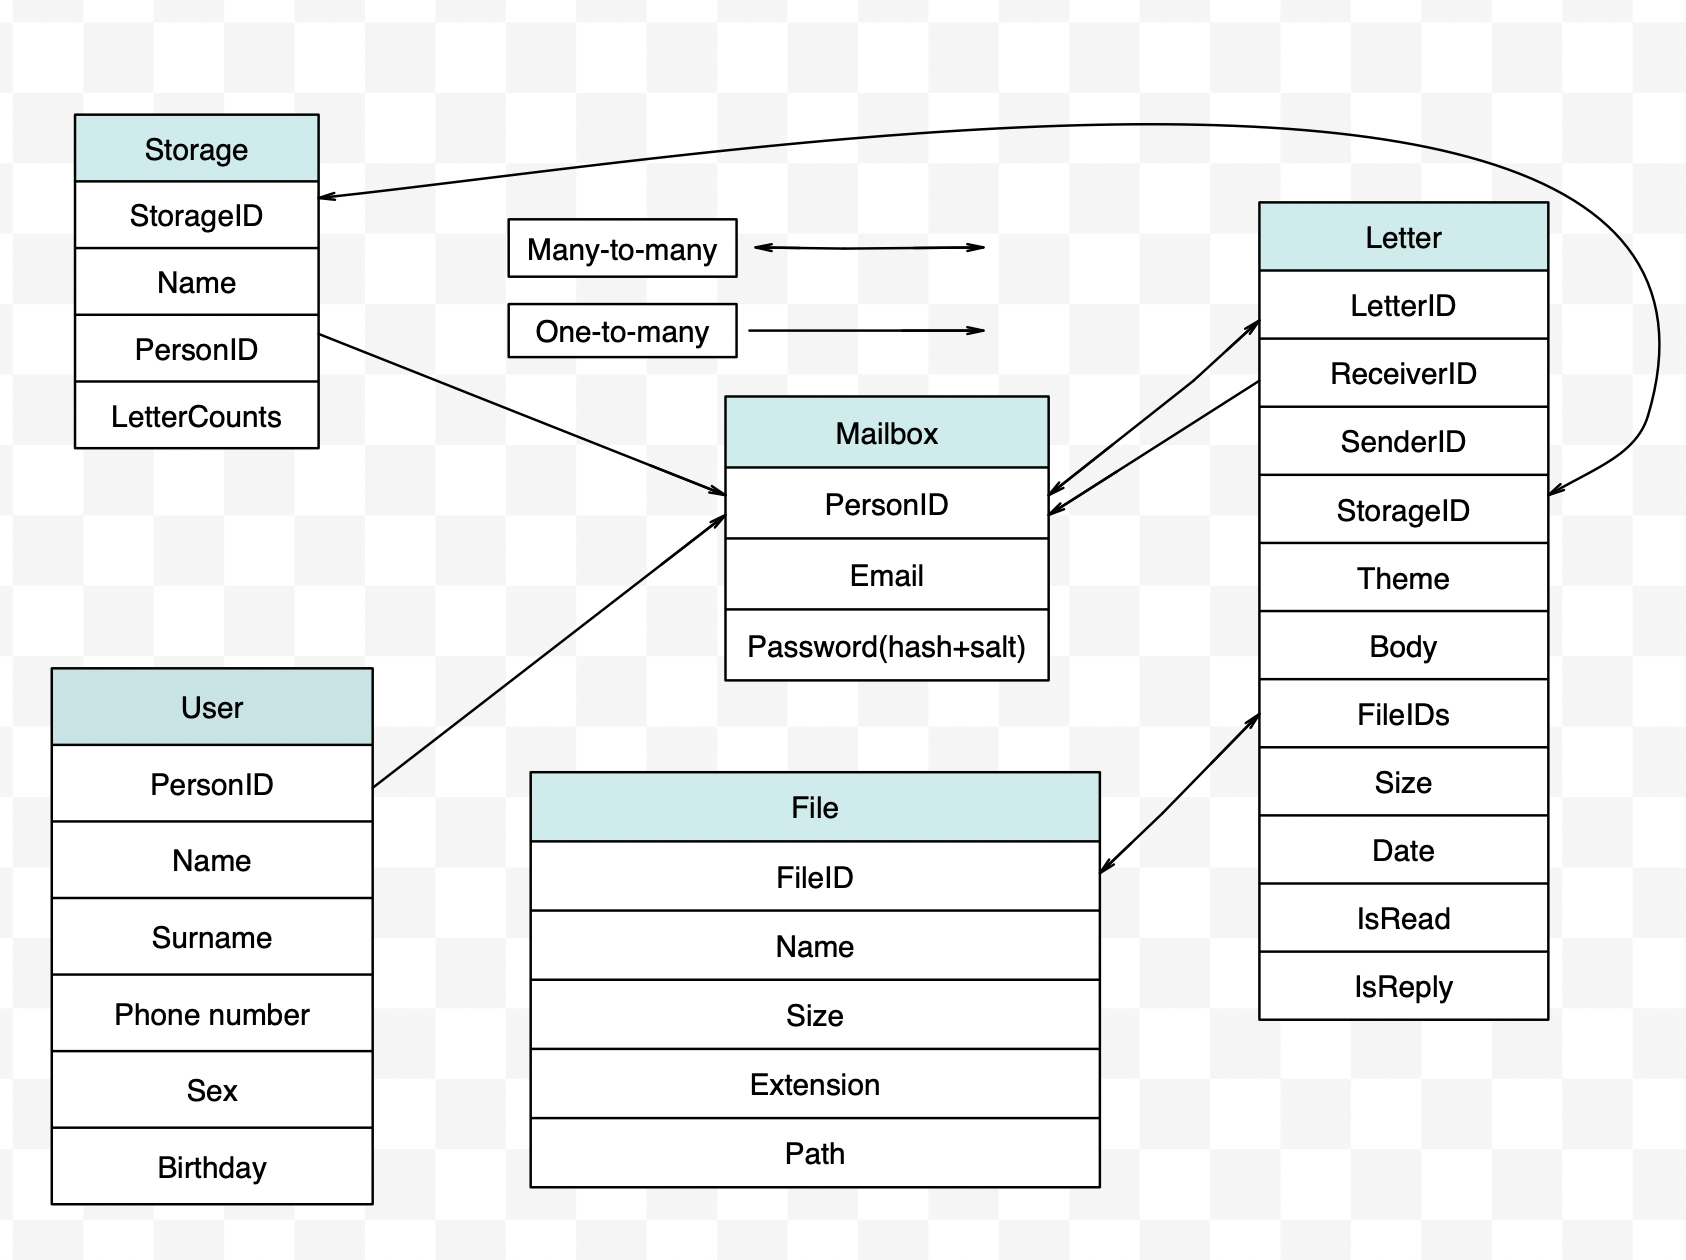 Storage
StorageID
Name
PersonID
LetterCounts
Many-to-many
One-to-many
Mailbox
PersonID
Email
Password(hash+salt)
Letter
LetterID
ReceiverID
SenderID
StorageID
Theme
Body
FileIDs
Size
Date
IsRead
IsReply
User
PersonID
Name
Surname
Phone number
Sex
Birthday
File
FileID
Name
Size
Extension
Path